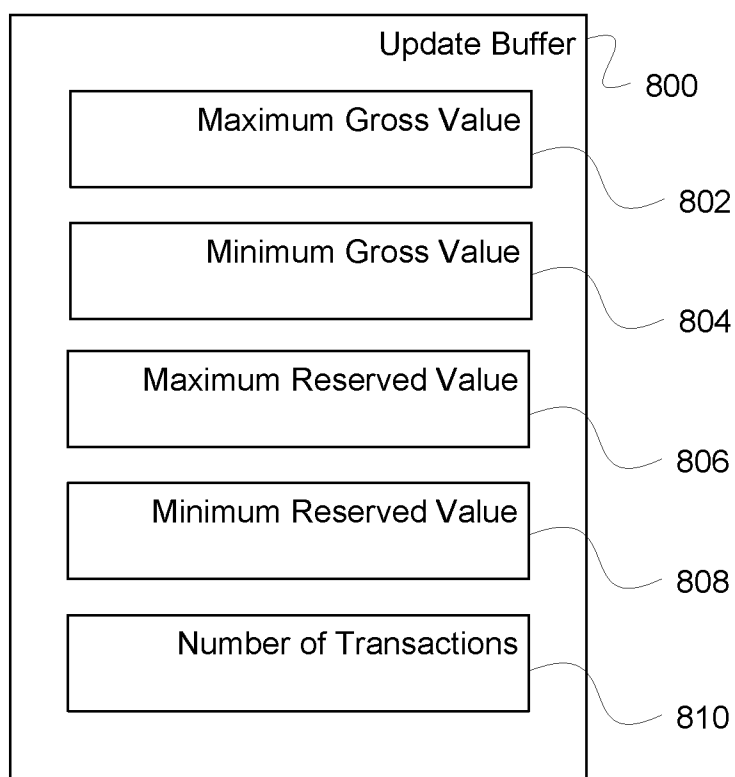 Update Buffer
800
Maximum Gross Value
802
Minimum Gross Value
804
Maximum Reserved Value
806
Minimum Reserved Value
808
Number of Transactions
810